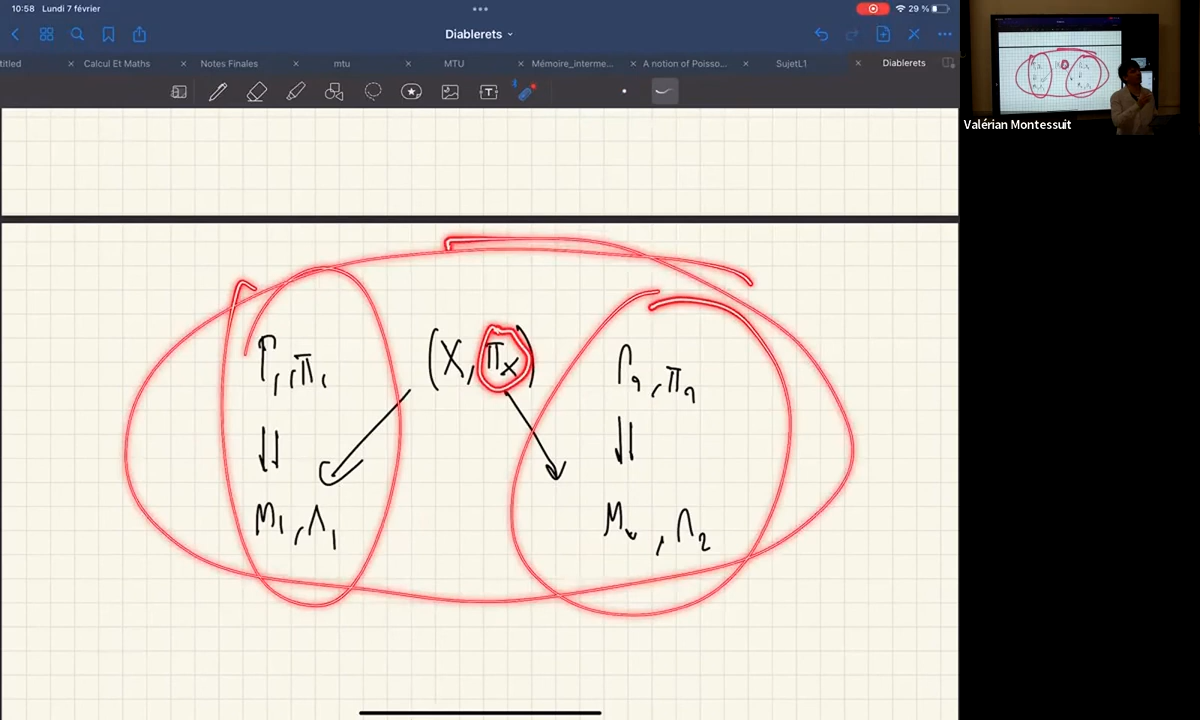 10:58 Lundi 7 février
29 %
Diablerets
titled
Calcul Et Maths
Notes Finales
mtu
MTU
Mémoire_interme...
A notion of Poisso...
SujetL1
Diablerets
Valérian Montessuit
Γ₁, Π₁ (X, Π_X) Γ₂, Π₂
M₁, Λ₁ M₂, Λ₂